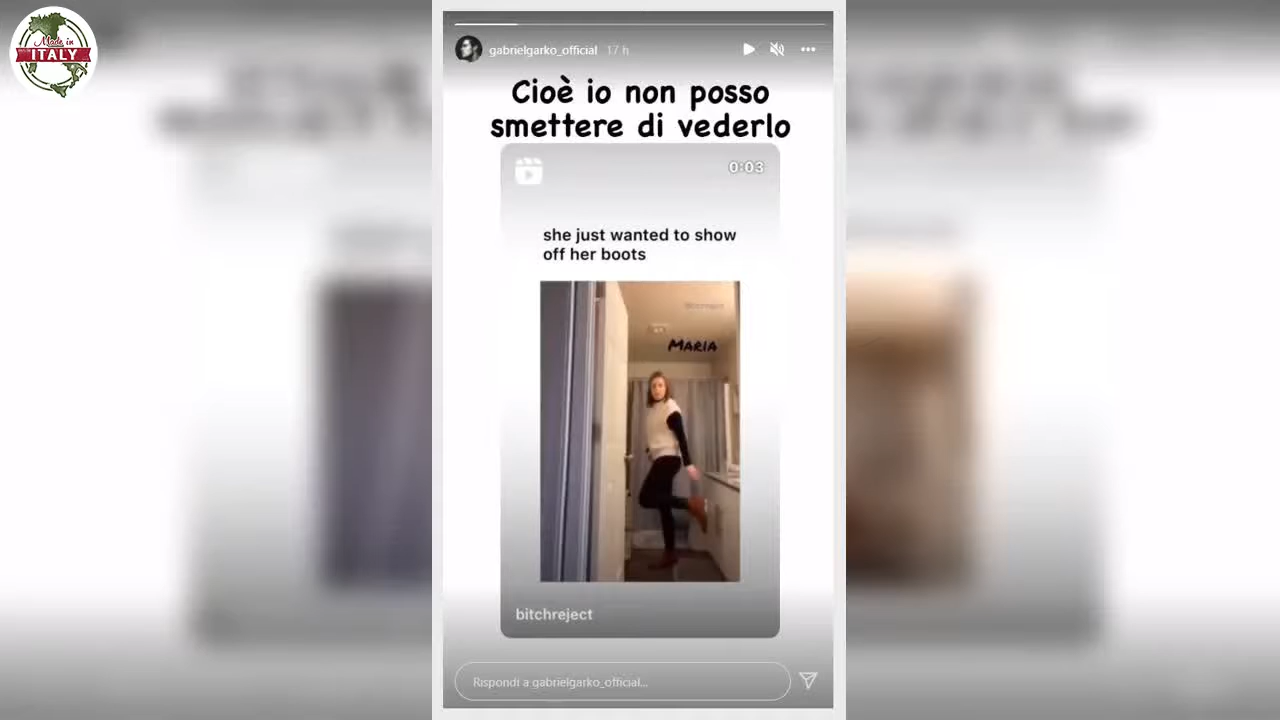 Made in
ITALY
gabrielgarko_official 17 h
Cioè io non posso
smettere di vederlo
0:03
she just wanted to show
off her boots
MARIA
bitchreject
Rispondi a gabrielgarko_official...